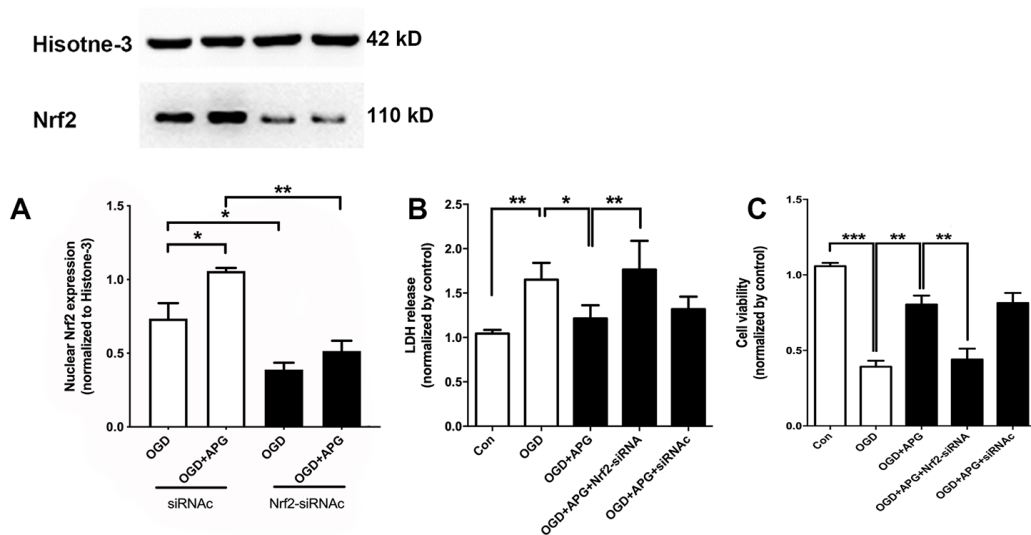 Hisotne-3
42 kD
Nrf2
110 kD
A
Nuclear Nrf2 expression
(normalized to Histone-3)
1.5
1.0
0.5
0.0
*
*
**
OGD
OGD+APG
OGD
OGD+APG
siRNAc
Nrf2-siRNAc
B
LDH release
(normalized by control)
2.5
2.0
1.5
1.0
0.5
0.0
**
*
**
Con
OGD
OGD+APG
OGD+APG+Nrf2-siRNA
OGD+APG+siRNAc
C
Cell viability
(normalized by control)
1.5
1.0
0.5
0.0
***
**
**
Con
OGD
OGD+APG
OGD+APG+Nrf2-siRNA
OGD+APG+siRNAc